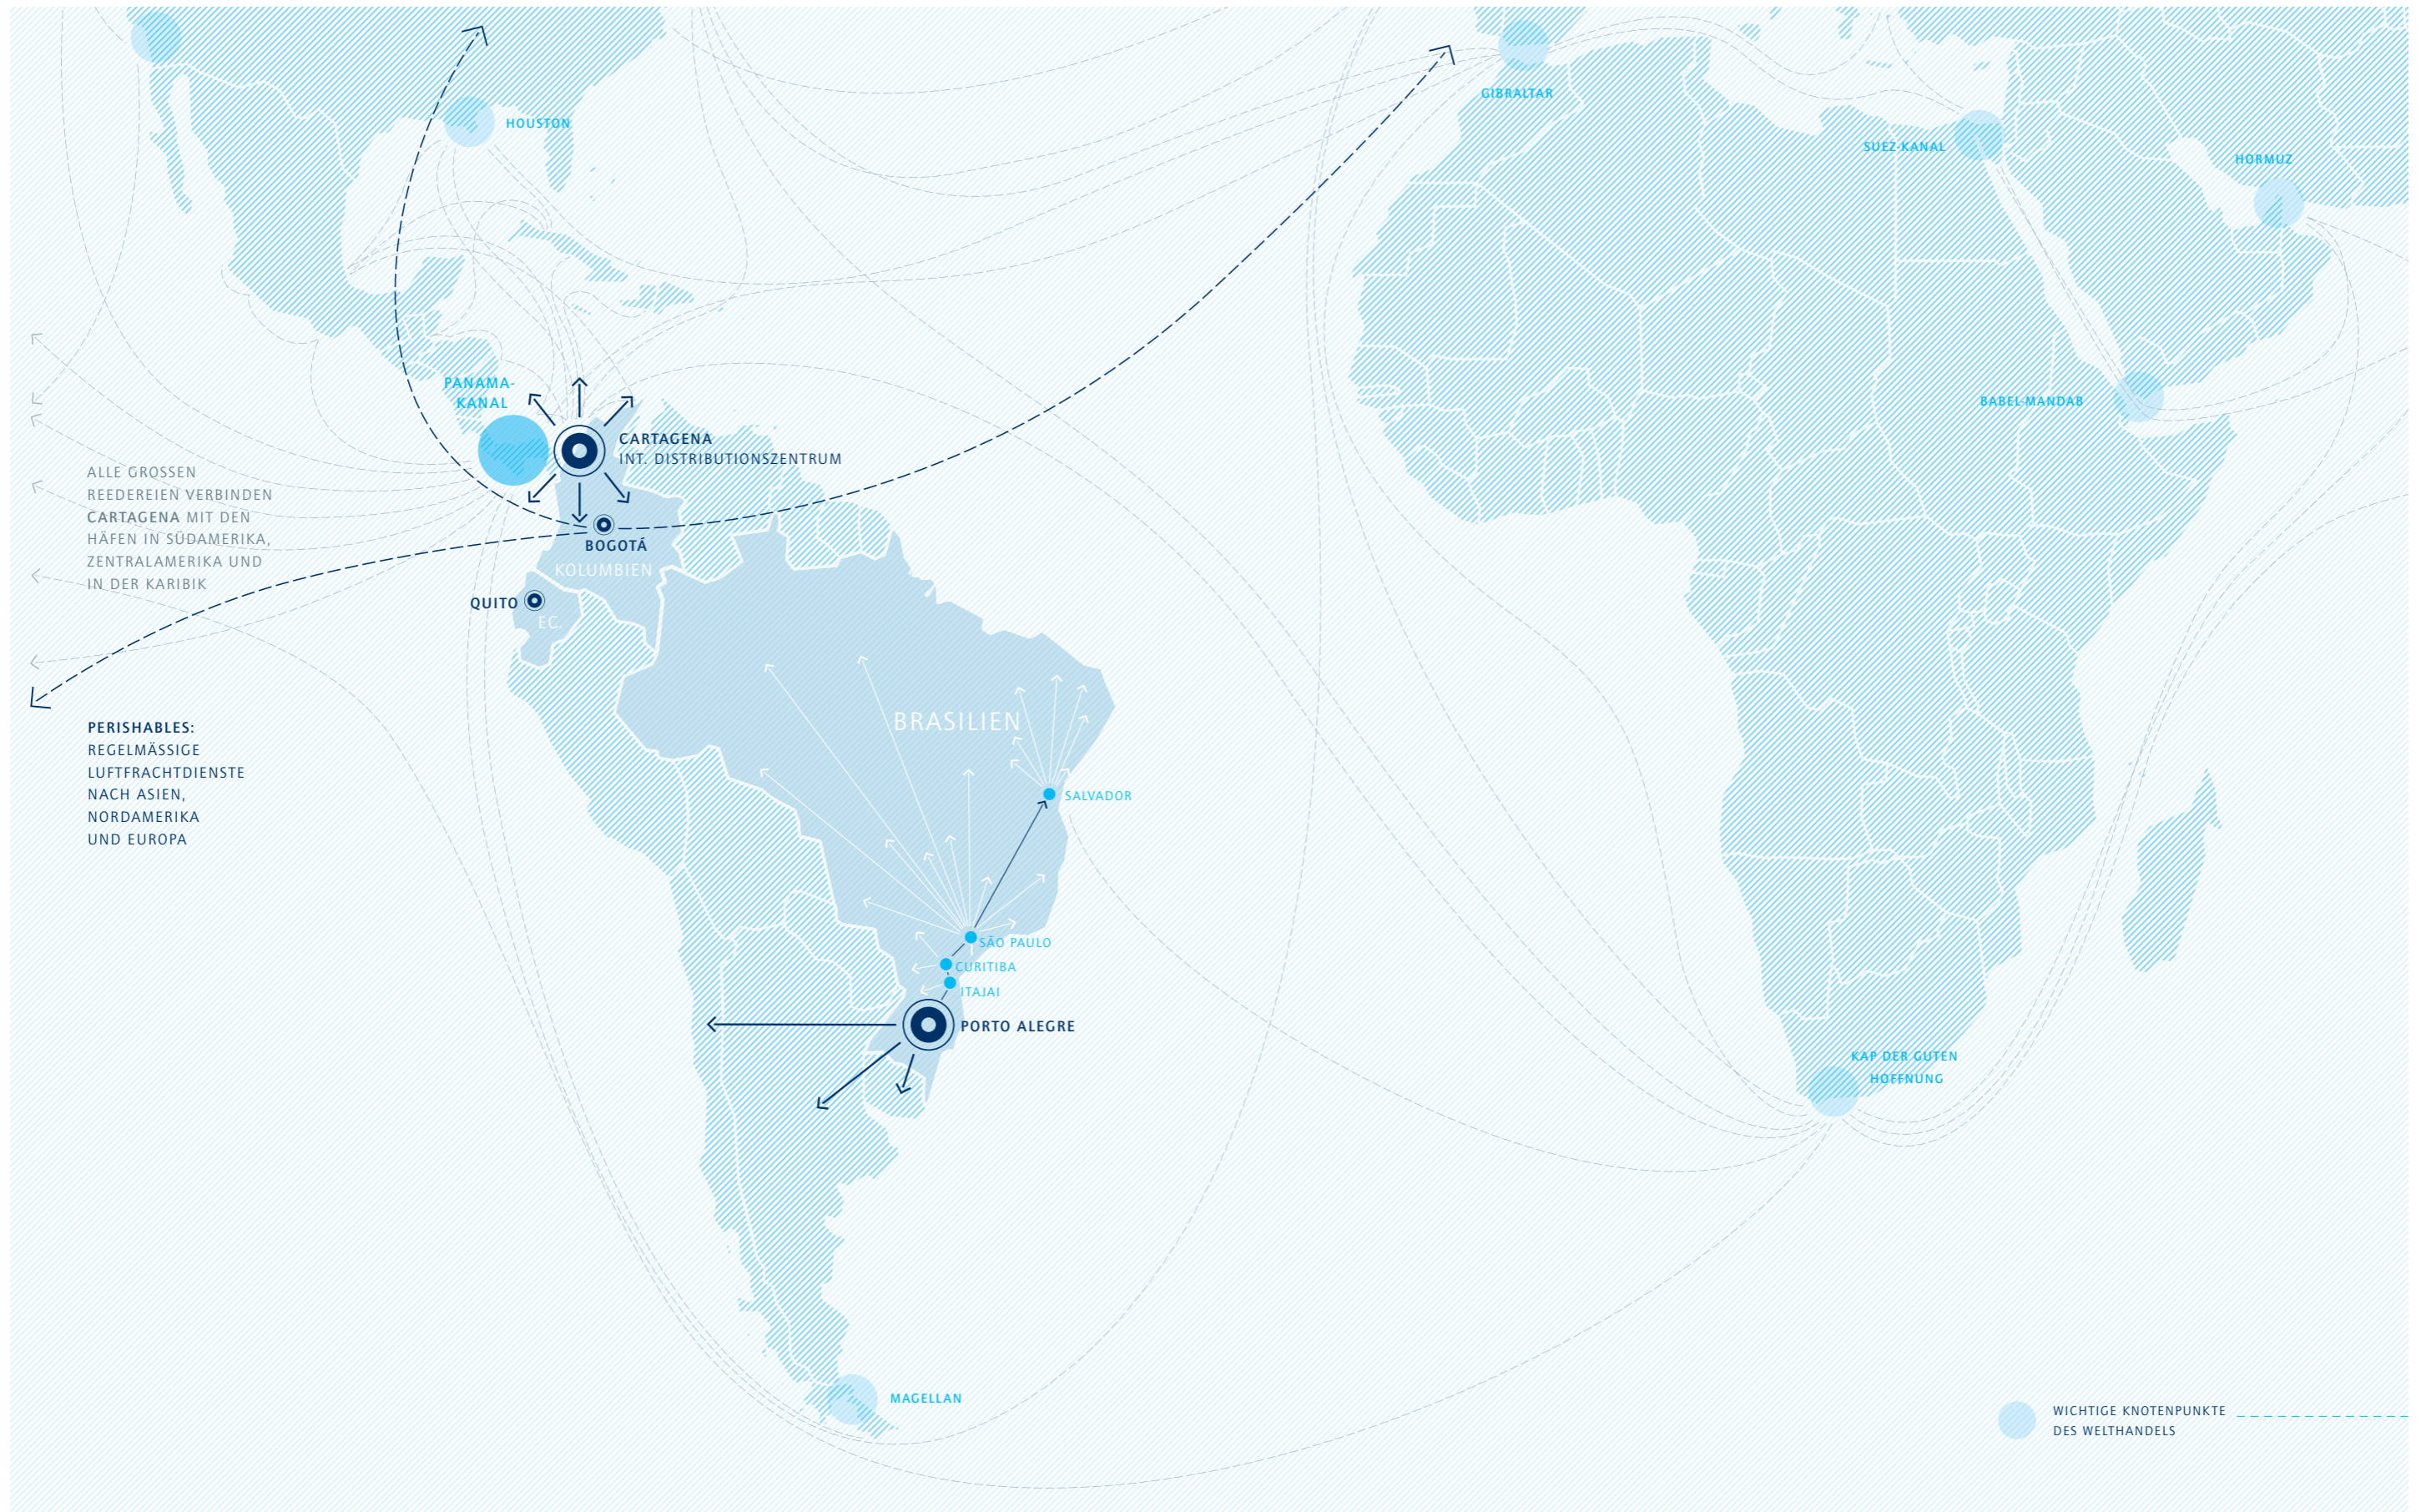 HOUSTON
GIBRALTAR
SUEZ-KANAL
HORMUZ
PANAMA-
KANAL
BABEL-MANDAB
CARTAGENA
INT. DISTRIBUTIONSZENTRUM
ALLE GROSSEN
REEDEREIEN VERBINDEN
CARTAGENA MIT DEN
HÄFEN IN SÜDAMERIKA,
ZENTRALAMERIKA UND
IN DER KARIBIK
BOGOTÁ
KOLUMBIEN
QUITO
EC.
PERISHABLES:
REGELMÄSSIGE
LUFTFRACHTDIENSTE
NACH ASIEN,
NORDAMERIKA
UND EUROPA
BRASILIEN
SALVADOR
SÃO PAULO
CURITIBA
ITAJAI
PORTO ALEGRE
KAP DER GUTEN
HOFFNUNG
MAGELLAN
WICHTIGE KNOTENPUNKTE
DES WELTHANDELS